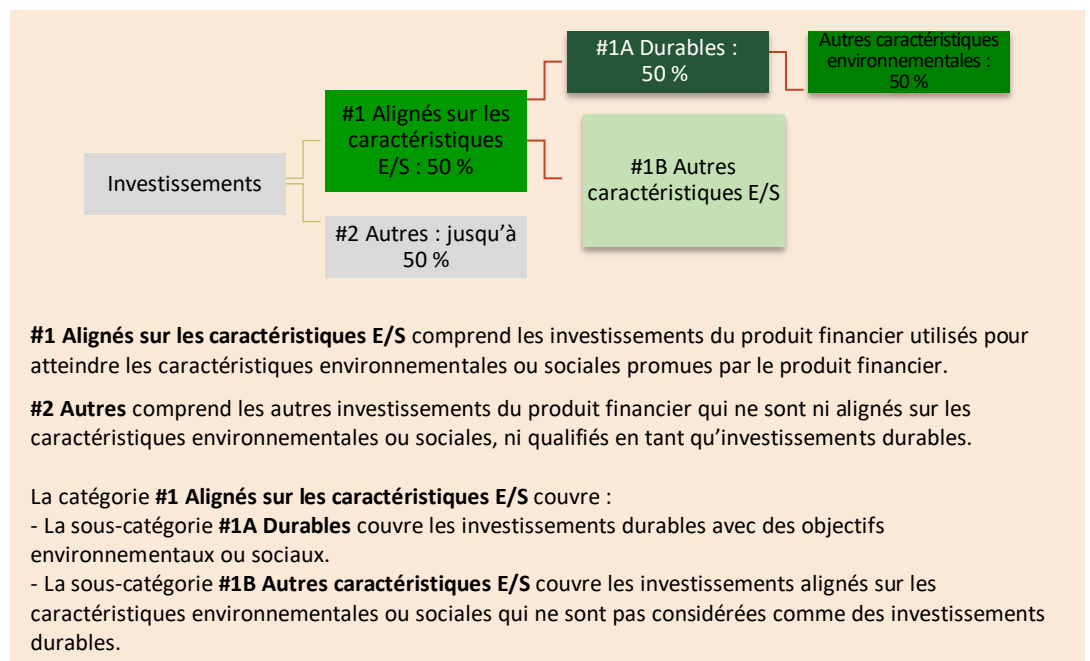 #1A Durables :
50 %
Autres caractéristiques
environnementales :
50 %
#1 Alignés sur les
caractéristiques
E/S : 50 %
Investissements
#1B Autres
caractéristiques E/S
#2 Autres : jusqu’à
50 %
#1 Alignés sur les caractéristiques E/S comprend les investissements du produit financier utilisés pour
atteindre les caractéristiques environnementales ou sociales promues par le produit financier.
#2 Autres comprend les autres investissements du produit financier qui ne sont ni alignés sur les
caractéristiques environnementales ou sociales, ni qualifiés en tant qu’investissements durables.
La catégorie #1 Alignés sur les caractéristiques E/S couvre :
- La sous-catégorie #1A Durables couvre les investissements durables avec des objectifs
environnementaux ou sociaux.
- La sous-catégorie #1B Autres caractéristiques E/S couvre les investissements alignés sur les
caractéristiques environnementales ou sociales qui ne sont pas considérées comme des investissements
durables.